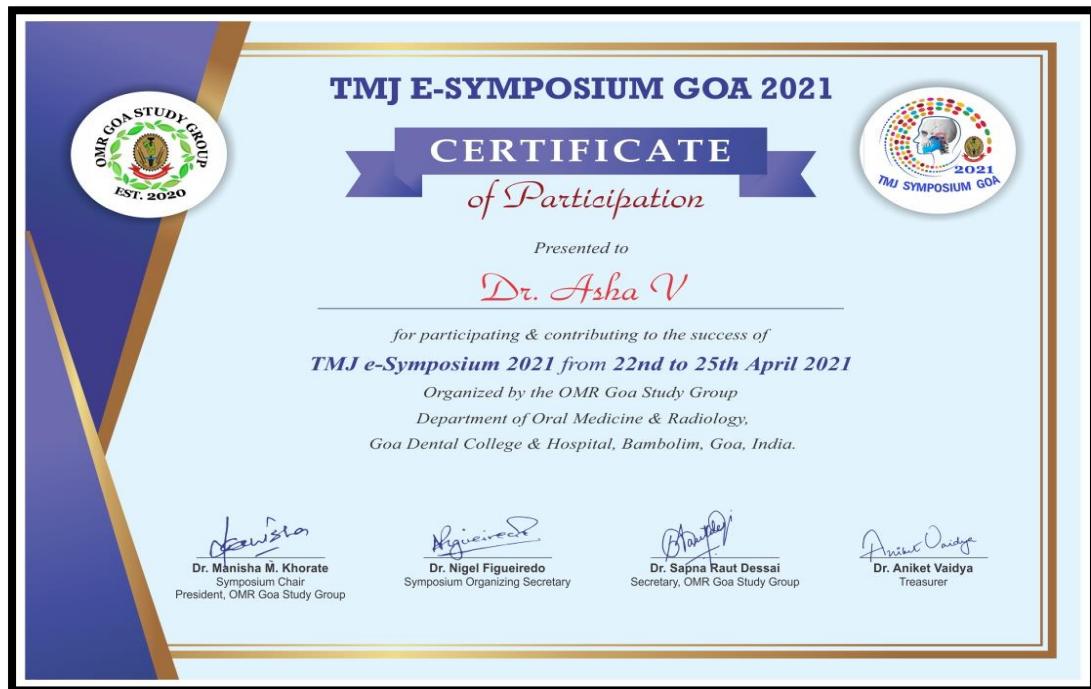 TMJ E-SYMPOSIUM GOA 2021
OMR GOA STUDY GROUP
EST. 2020
2021
TMJ SYMPOSIUM GOA
CERTIFICATE
of Participation
Presented to
Dr. Asha V
for participating & contributing to the success of
TMJ e-Symposium 2021 from 22nd to 25th April 2021
Organized by the OMR Goa Study Group
Department of Oral Medicine & Radiology,
Goa Dental College & Hospital, Bambolim, Goa, India.
Dr. Manisha M. Khorate
Symposium Chair
President, OMR Goa Study Group
Dr. Nigel Figueiredo
Symposium Organizing Secretary
Dr. Sapna Raut Dessai
Secretary, OMR Goa Study Group
Aniket Vaidya
Dr. Aniket Vaidya
Treasurer